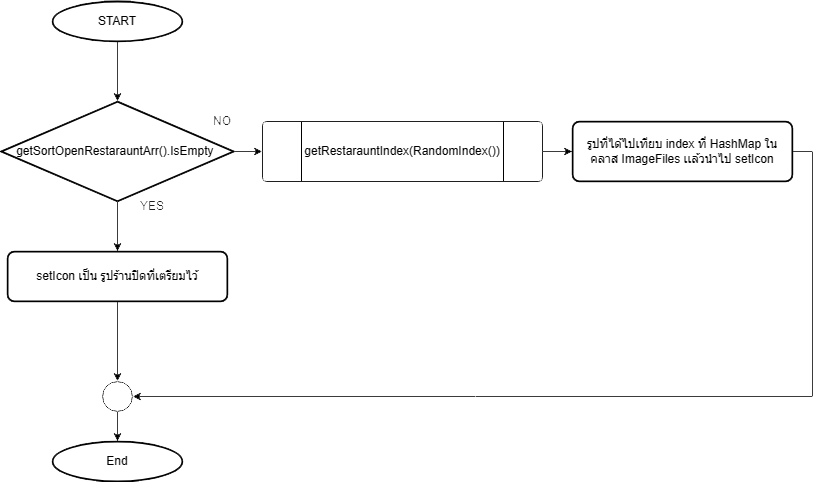 START
NO
getSortOpenRestarauntArr().IsEmpty
getRestarauntIndex(RandomIndex())
รูปที่ได้ไปเทียบ index ที่ HashMap ใน
คลาส ImageFiles แล้วนำไป setIcon
YES
setIcon เป็น รูปร้านปิดที่เตรียมไว้
End